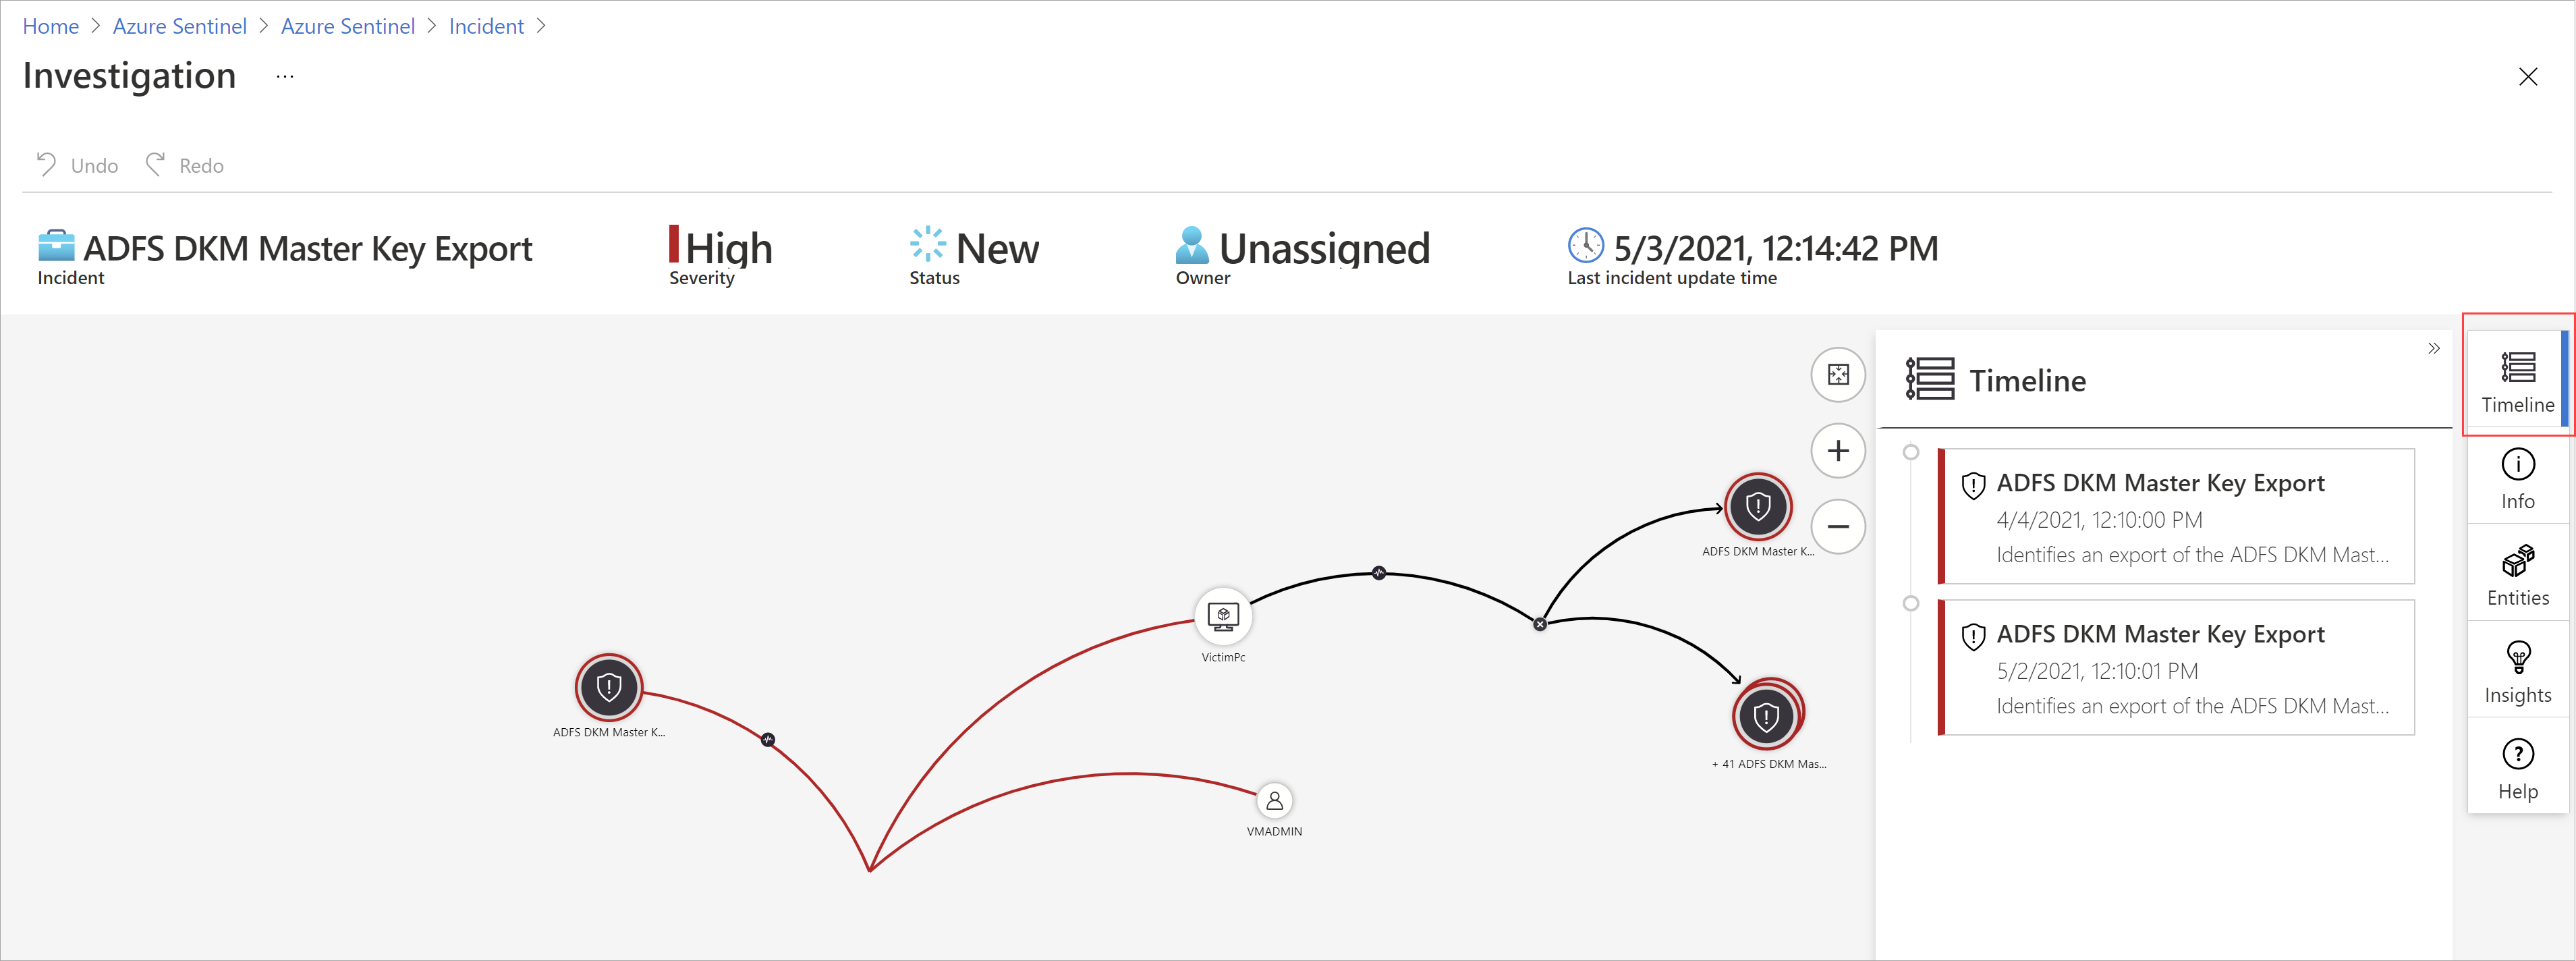 Home > Azure Sentinel > Azure Sentinel > Incident >
Investigation ...
Undo Redo
ADFS DKM Master Key Export
Incident
High
Severity
New
Status
Unassigned
Owner
5/3/2021, 12:14:42 PM
Last incident update time
ADFS DKM Master K...
VictimPc
VMADMIN
ADFS DKM Master K...
+ 41 ADFS DKM Mas...
Timeline
ADFS DKM Master Key Export
4/4/2021, 12:10:00 PM
Identifies an export of the ADFS DKM Mast...
ADFS DKM Master Key Export
5/2/2021, 12:10:01 PM
Identifies an export of the ADFS DKM Mast...
Timeline
Info
Entities
Insights
Help